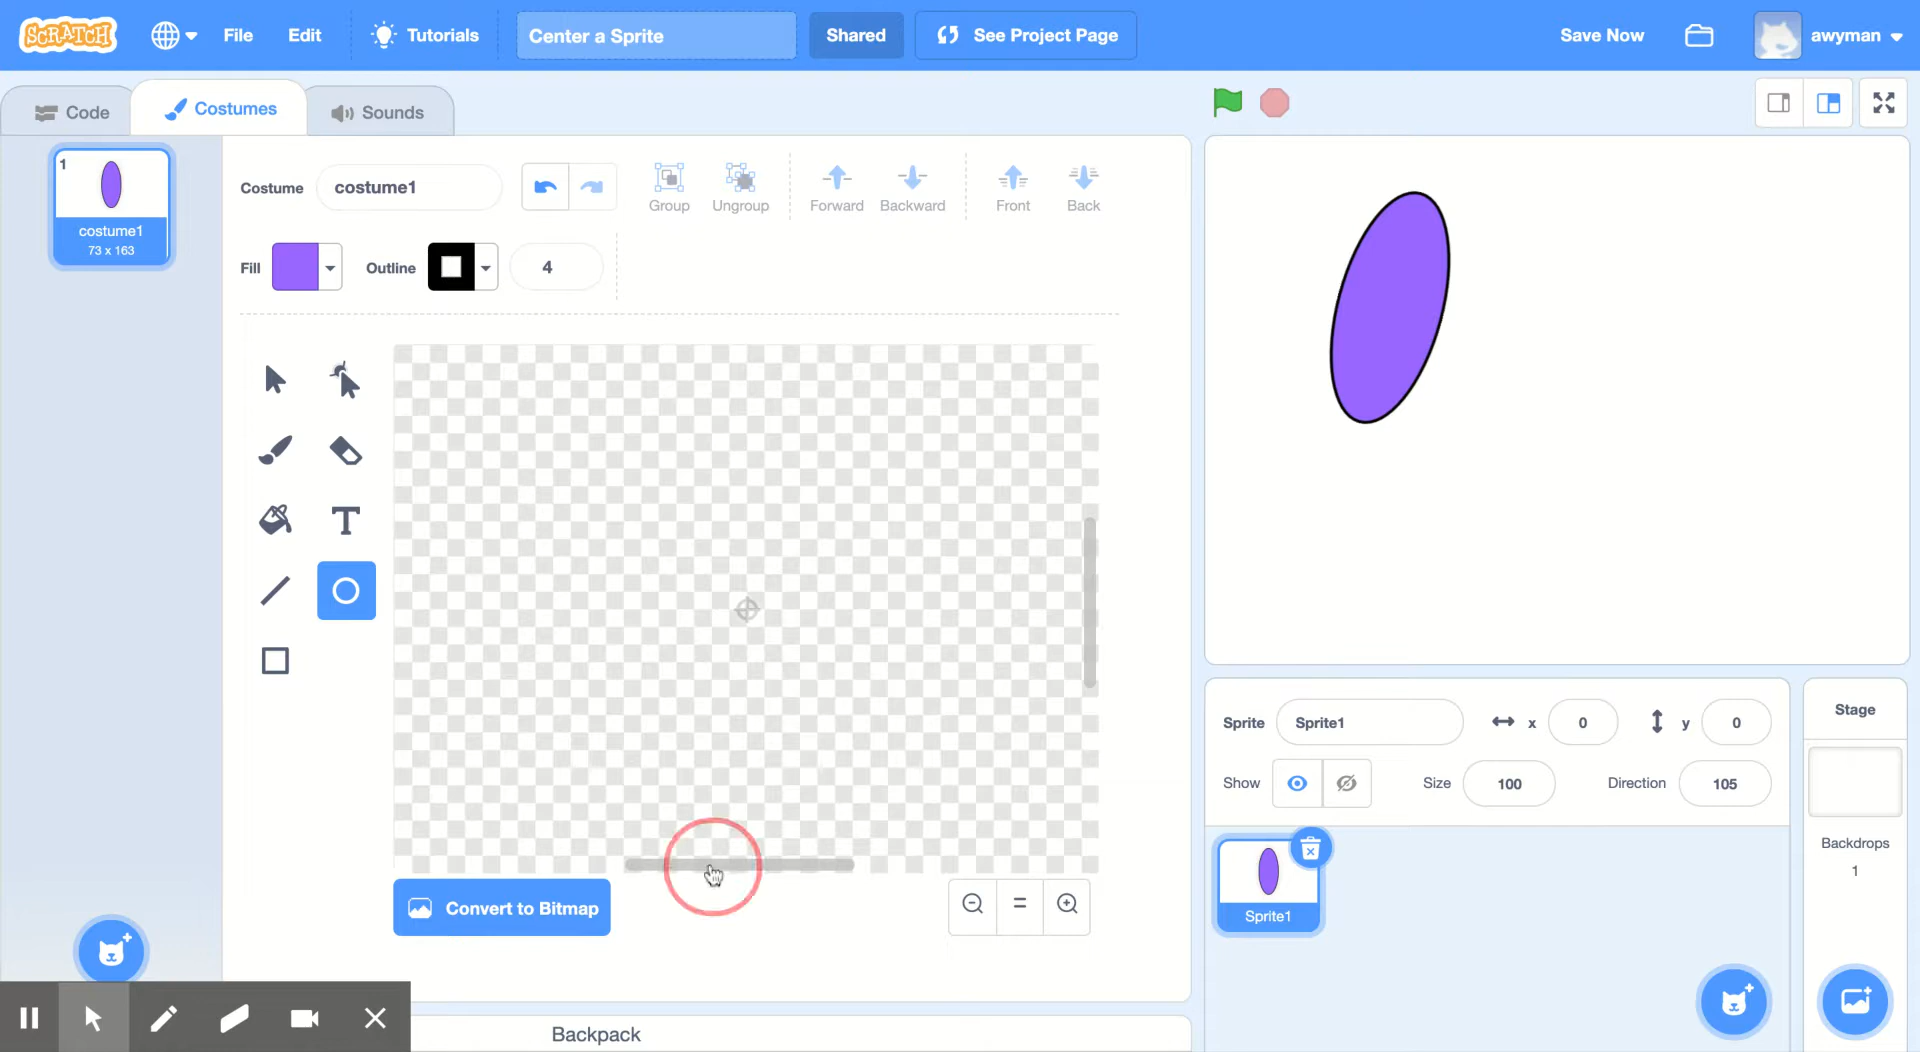 SCRATCH File Edit Tutorials Center a Sprite Shared See Project Page Save Now awyman
Code Costumes Sounds
1
costume1
73 x 163
Costume costume1 Group Ungroup Forward Backward Front Back
Fill Outline 4
Convert to Bitmap
Backpack
Sprite Sprite1 x 0 y 0
Show Size 100 Direction 105
Sprite1
Stage
Backdrops
1